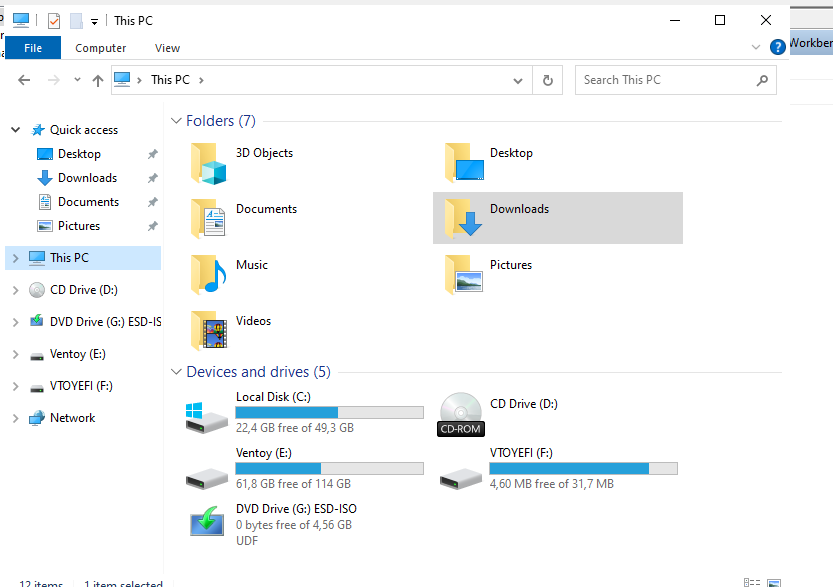 This PC
Workben
File
Computer
View
This PC
Search This PC
Quick access
Desktop
Downloads
Documents
Pictures
This PC
CD Drive (D:)
DVD Drive (G:) ESD-IS
Ventoy (E:)
VTOYEFI (F:)
Network
Folders (7)
3D Objects
Desktop
Documents
Downloads
Music
Pictures
Videos
Devices and drives (5)
Local Disk (C:)
22,4 GB free of 49,3 GB
CD Drive (D:)
CD-ROM
Ventoy (E:)
61,8 GB free of 114 GB
VTOYEFI (F:)
4,60 MB free of 31,7 MB
DVD Drive (G:) ESD-ISO
0 bytes free of 4,56 GB
UDF
12 items
1 item selected